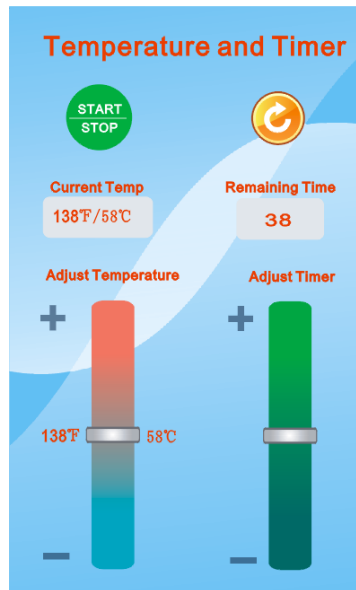 Temperature and Timer
START
STOP
Current Temp
Remaining Time
138℉/58℃
38
Adjust Temperature
Adjust Timer
+
+
138℉
58℃
−
−